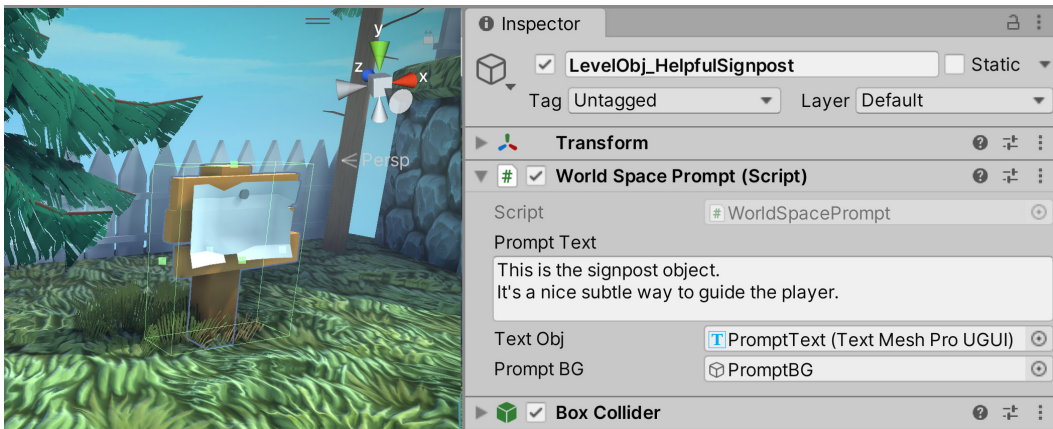 y
z
x
Persp
Inspector
LevelObj_HelpfulSignpost
Static
Tag Untagged Layer Default
Transform
# World Space Prompt (Script)
Script # WorldSpacePrompt
Prompt Text
This is the signpost object.
It's a nice subtle way to guide the player.
Text Obj T PromptText (Text Mesh Pro UGUI)
Prompt BG PromptBG
Box Collider